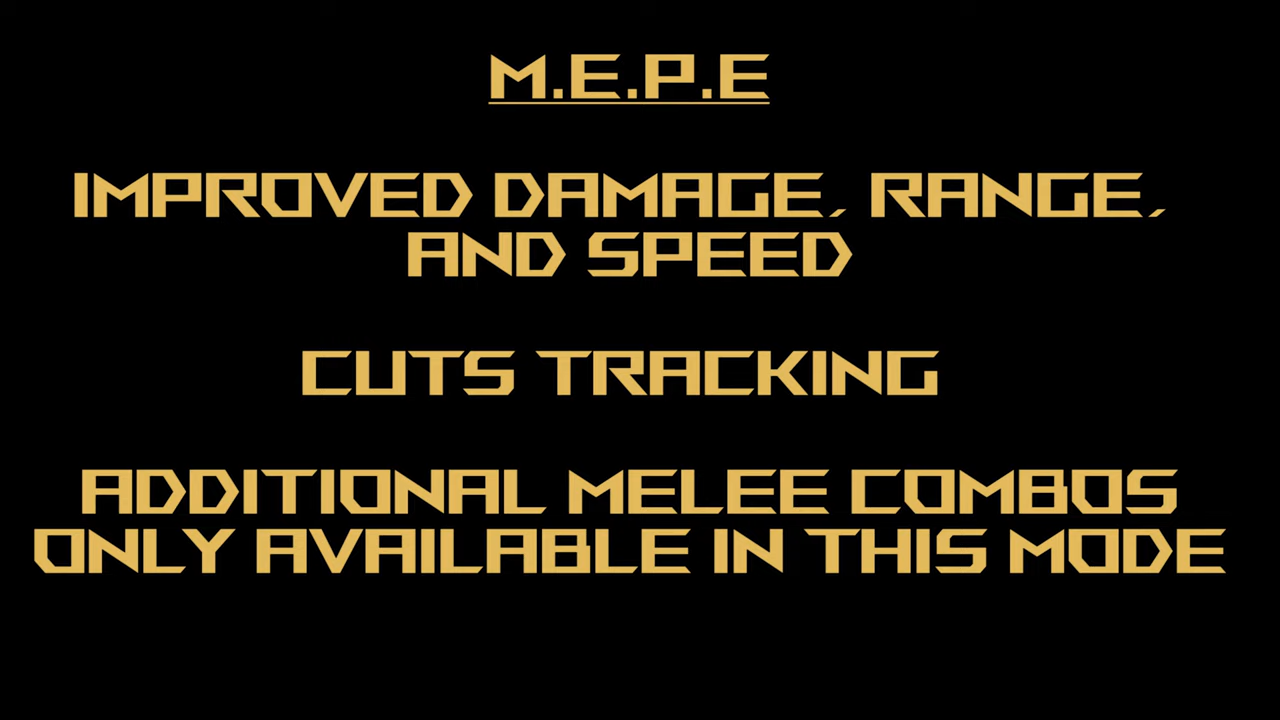 M.E.P.E
IMPROVED DAMAGE, RANGE,
AND SPEED
CUTS TRACKING
ADDITIONAL MELEE COMBOS
ONLY AVAILABLE IN THIS MODE